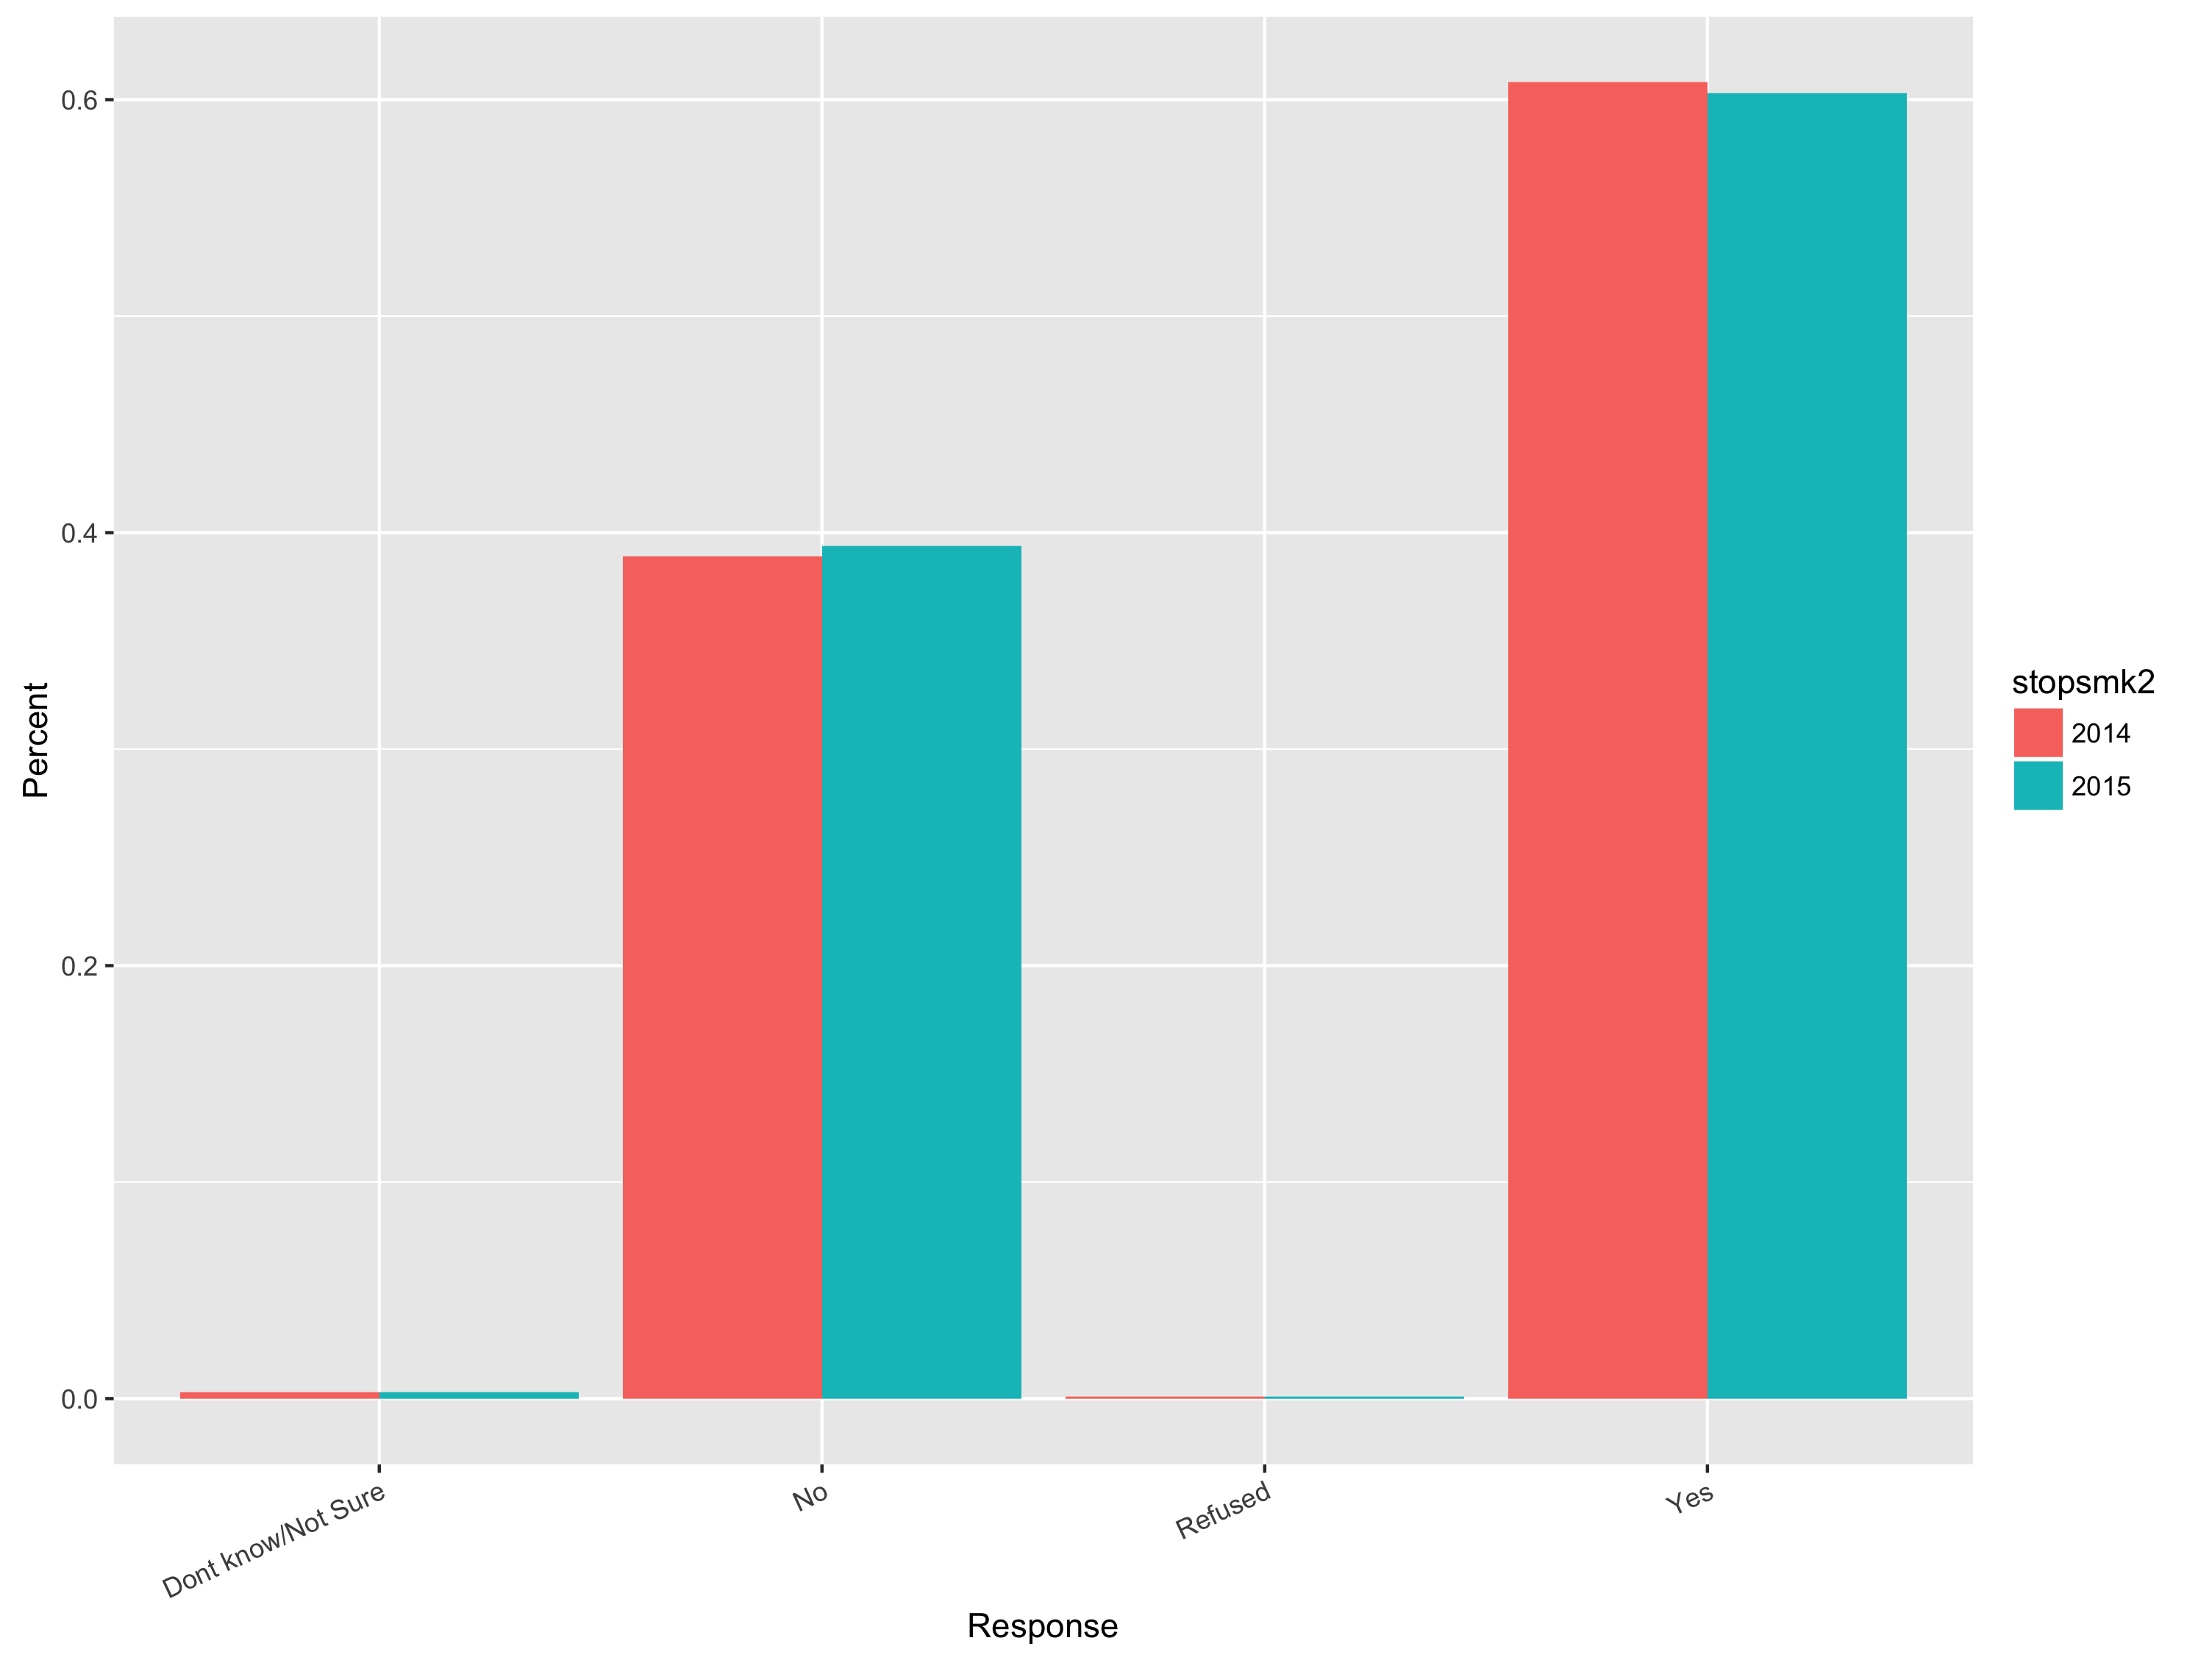 0.6
0.4
0.2
0.0
Percent
Dont know/Not Sure
No
Refused
Yes
Response
stopsmk2
2014
2015